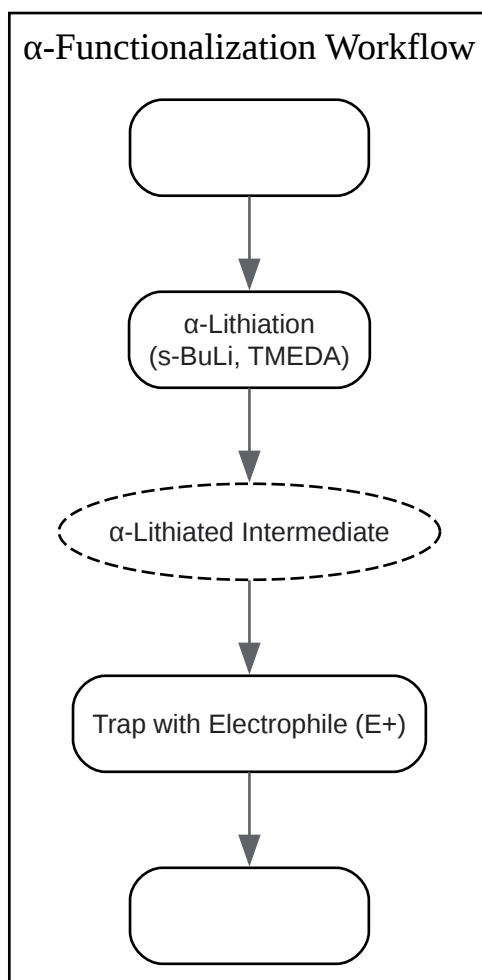 α-Functionalization Workflow
α-Lithiation
(s-BuLi, TMEDA)
α-Lithiated Intermediate
Trap with Electrophile (E+)